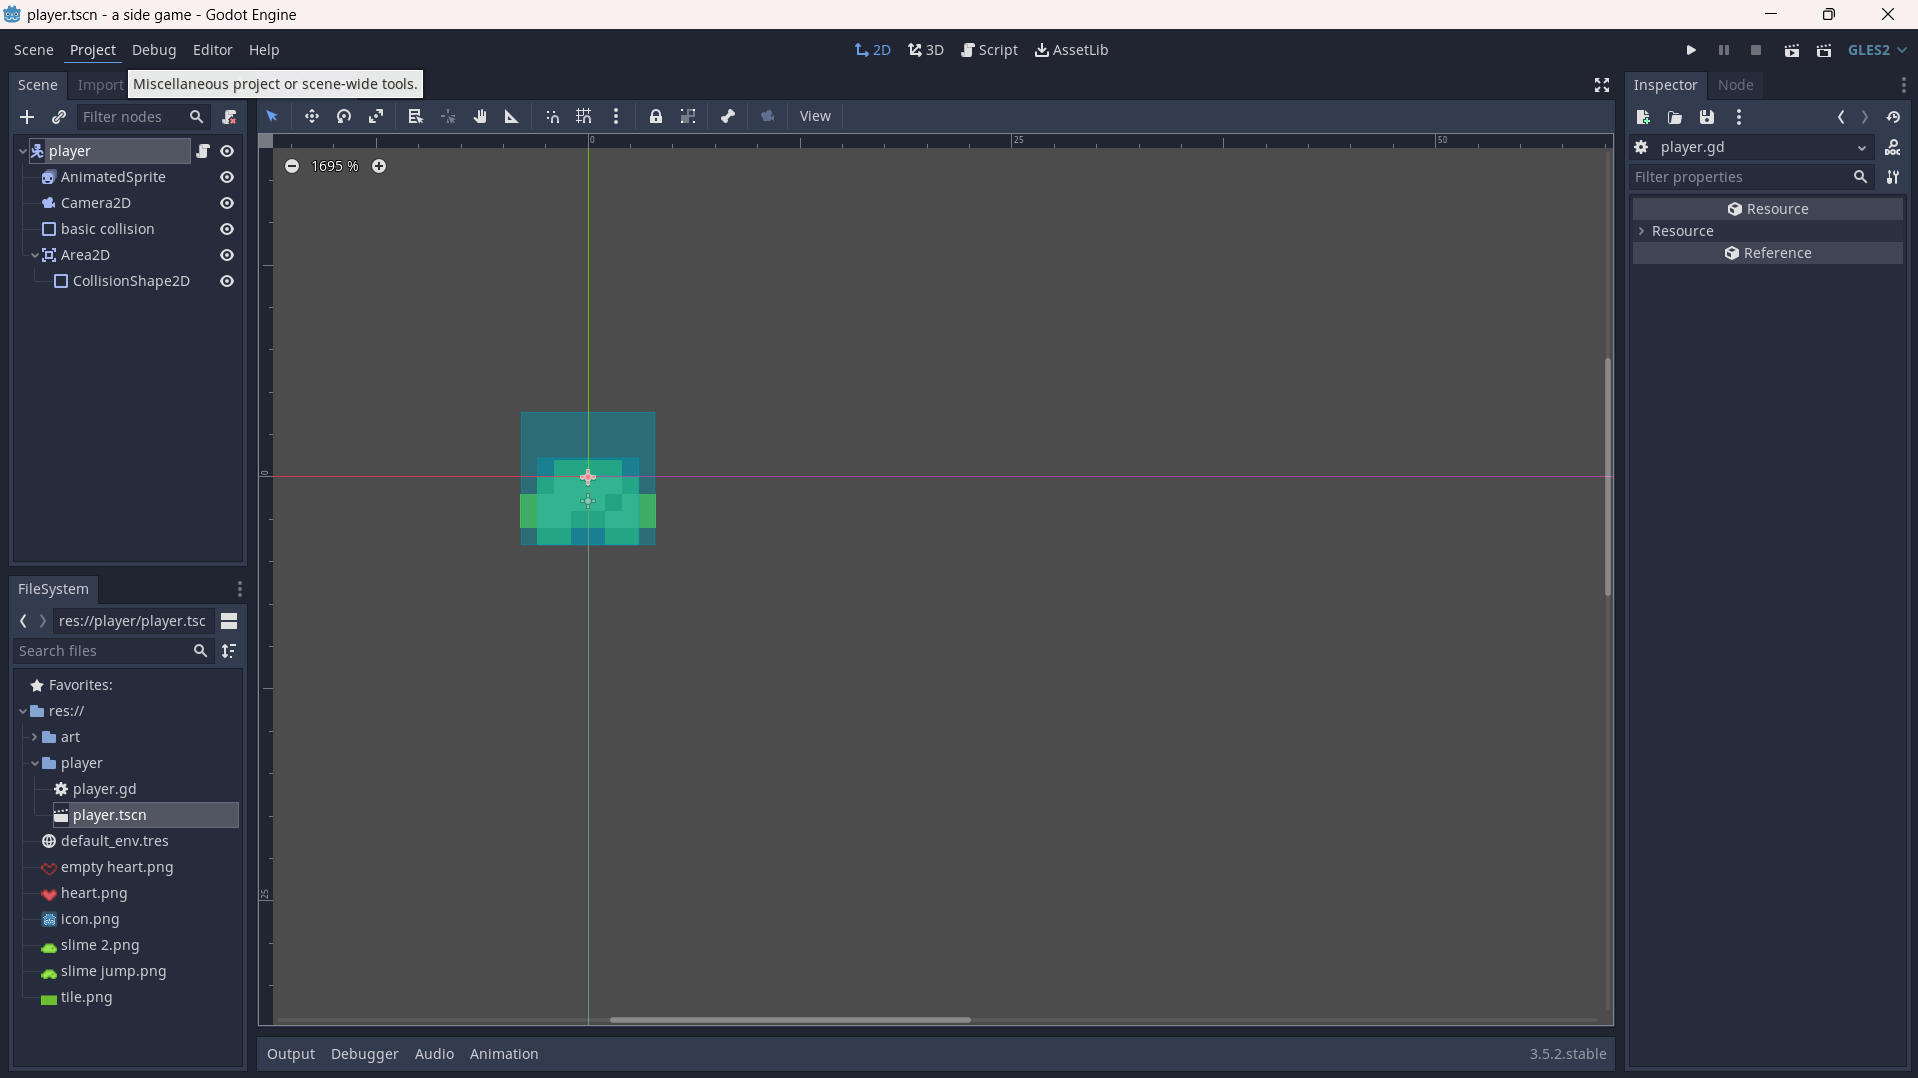 player.tscn - a side game - Godot Engine
Scene Project Debug Editor Help
2D 3D Script AssetLib
GLES2
Scene Import
Miscellaneous project or scene-wide tools.
Filter nodes
player
AnimatedSprite
Camera2D
basic collision
Area2D
CollisionShape2D
View
0 25 50
1695 %
0
25
FileSystem
res://player/player.tsc
Search files
Favorites:
res://
art
player
player.gd
player.tscn
default_env.tres
empty heart.png
heart.png
icon.png
slime 2.png
slime jump.png
tile.png
Output Debugger Audio Animation
3.5.2.stable
Inspector Node
player.gd
Filter properties
Resource
Resource
Reference